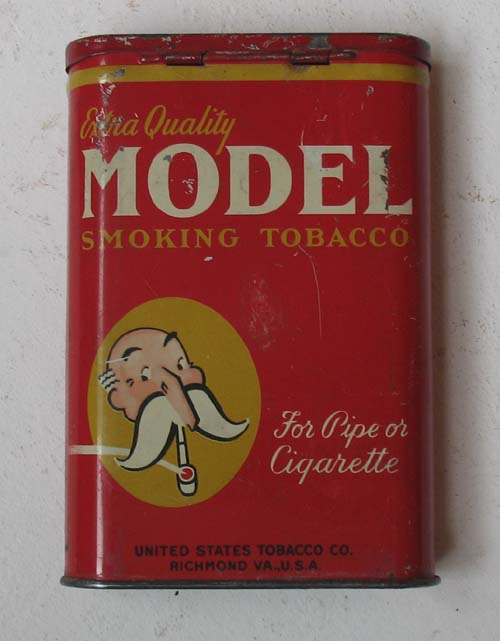 Extra Quality
MODEL
SMOKING TOBACCO
For Pipe or
Cigarette
UNITED STATES TOBACCO CO.
RICHMOND VA., U.S.A.